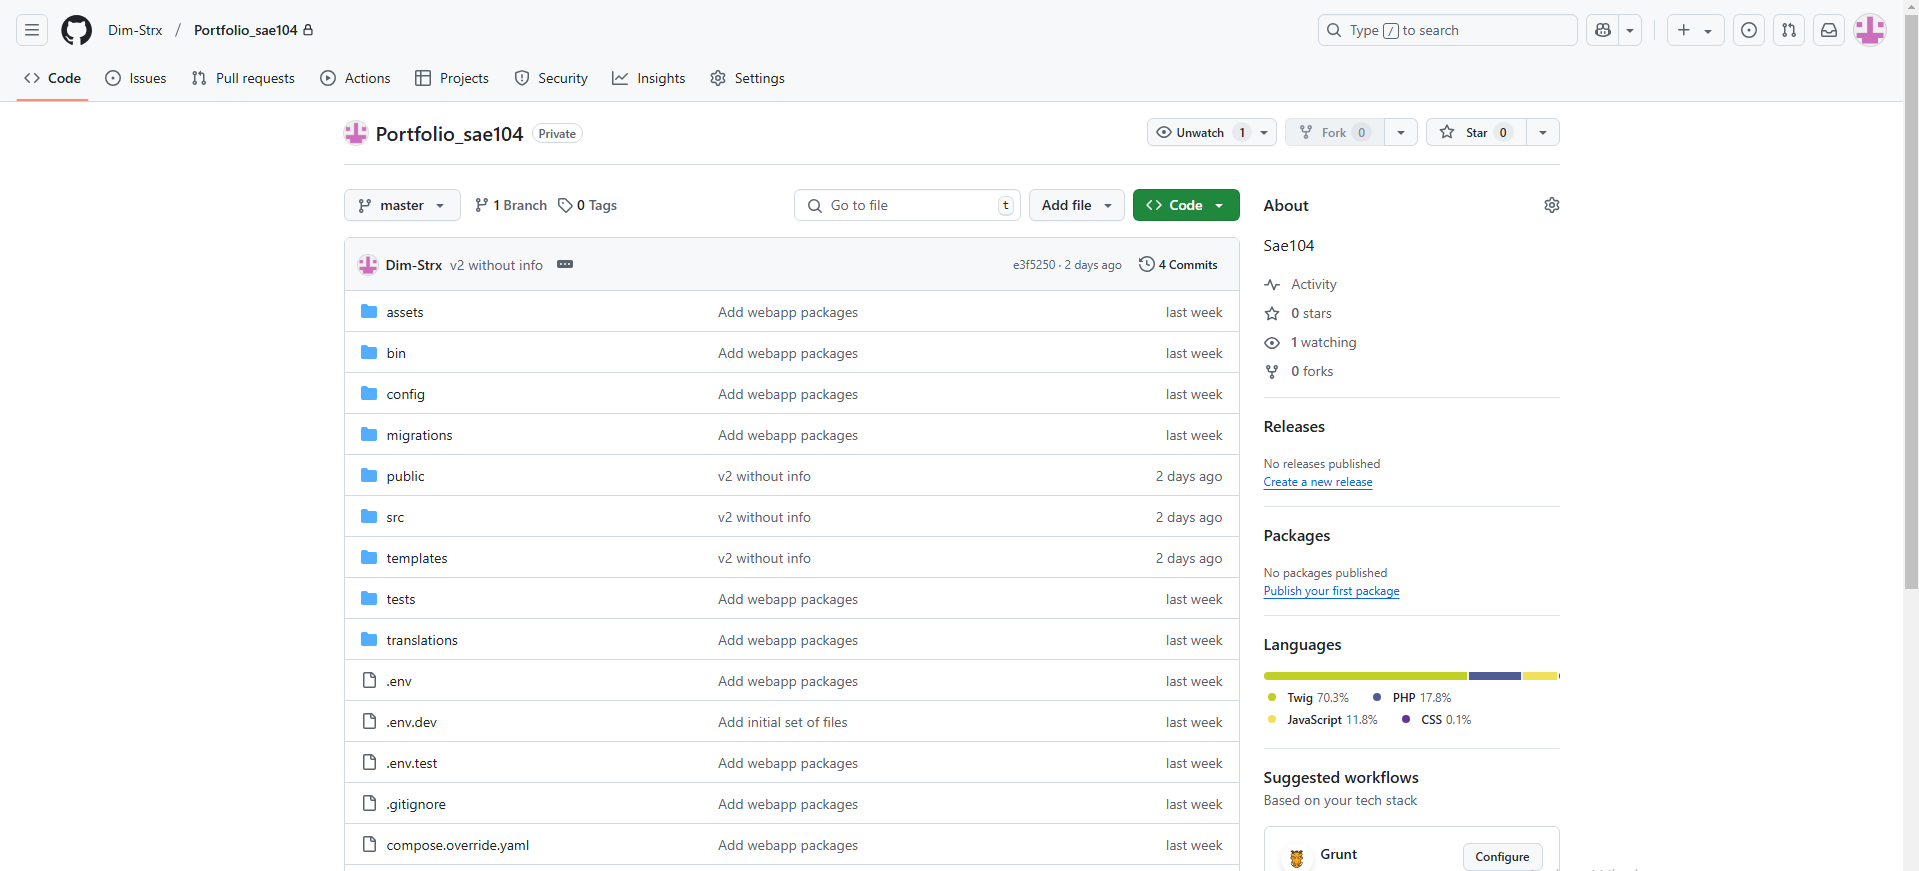 Dim-Strx / Portfolio_sae104
Type / to search
Code Issues Pull requests Actions Projects Security Insights Settings
Portfolio_sae104 Private
Unwatch 1 Fork 0 Star 0
master 1 Branch 0 Tags
Go to file t Add file Code
Dim-Strx v2 without info e3f5250 · 2 days ago 4 Commits
assets Add webapp packages last week
bin Add webapp packages last week
config Add webapp packages last week
migrations Add webapp packages last week
public v2 without info 2 days ago
src v2 without info 2 days ago
templates v2 without info 2 days ago
tests Add webapp packages last week
translations Add webapp packages last week
.env Add webapp packages last week
.env.dev Add initial set of files last week
.env.test Add webapp packages last week
.gitignore Add webapp packages last week
compose.override.yaml Add webapp packages last week
About
Sae104
Activity
0 stars
1 watching
0 forks
Releases
No releases published
Create a new release
Packages
No packages published
Publish your first package
Languages
Twig 70.3% PHP 17.8%
JavaScript 11.8% CSS 0.1%
Suggested workflows
Based on your tech stack
Grunt Configure